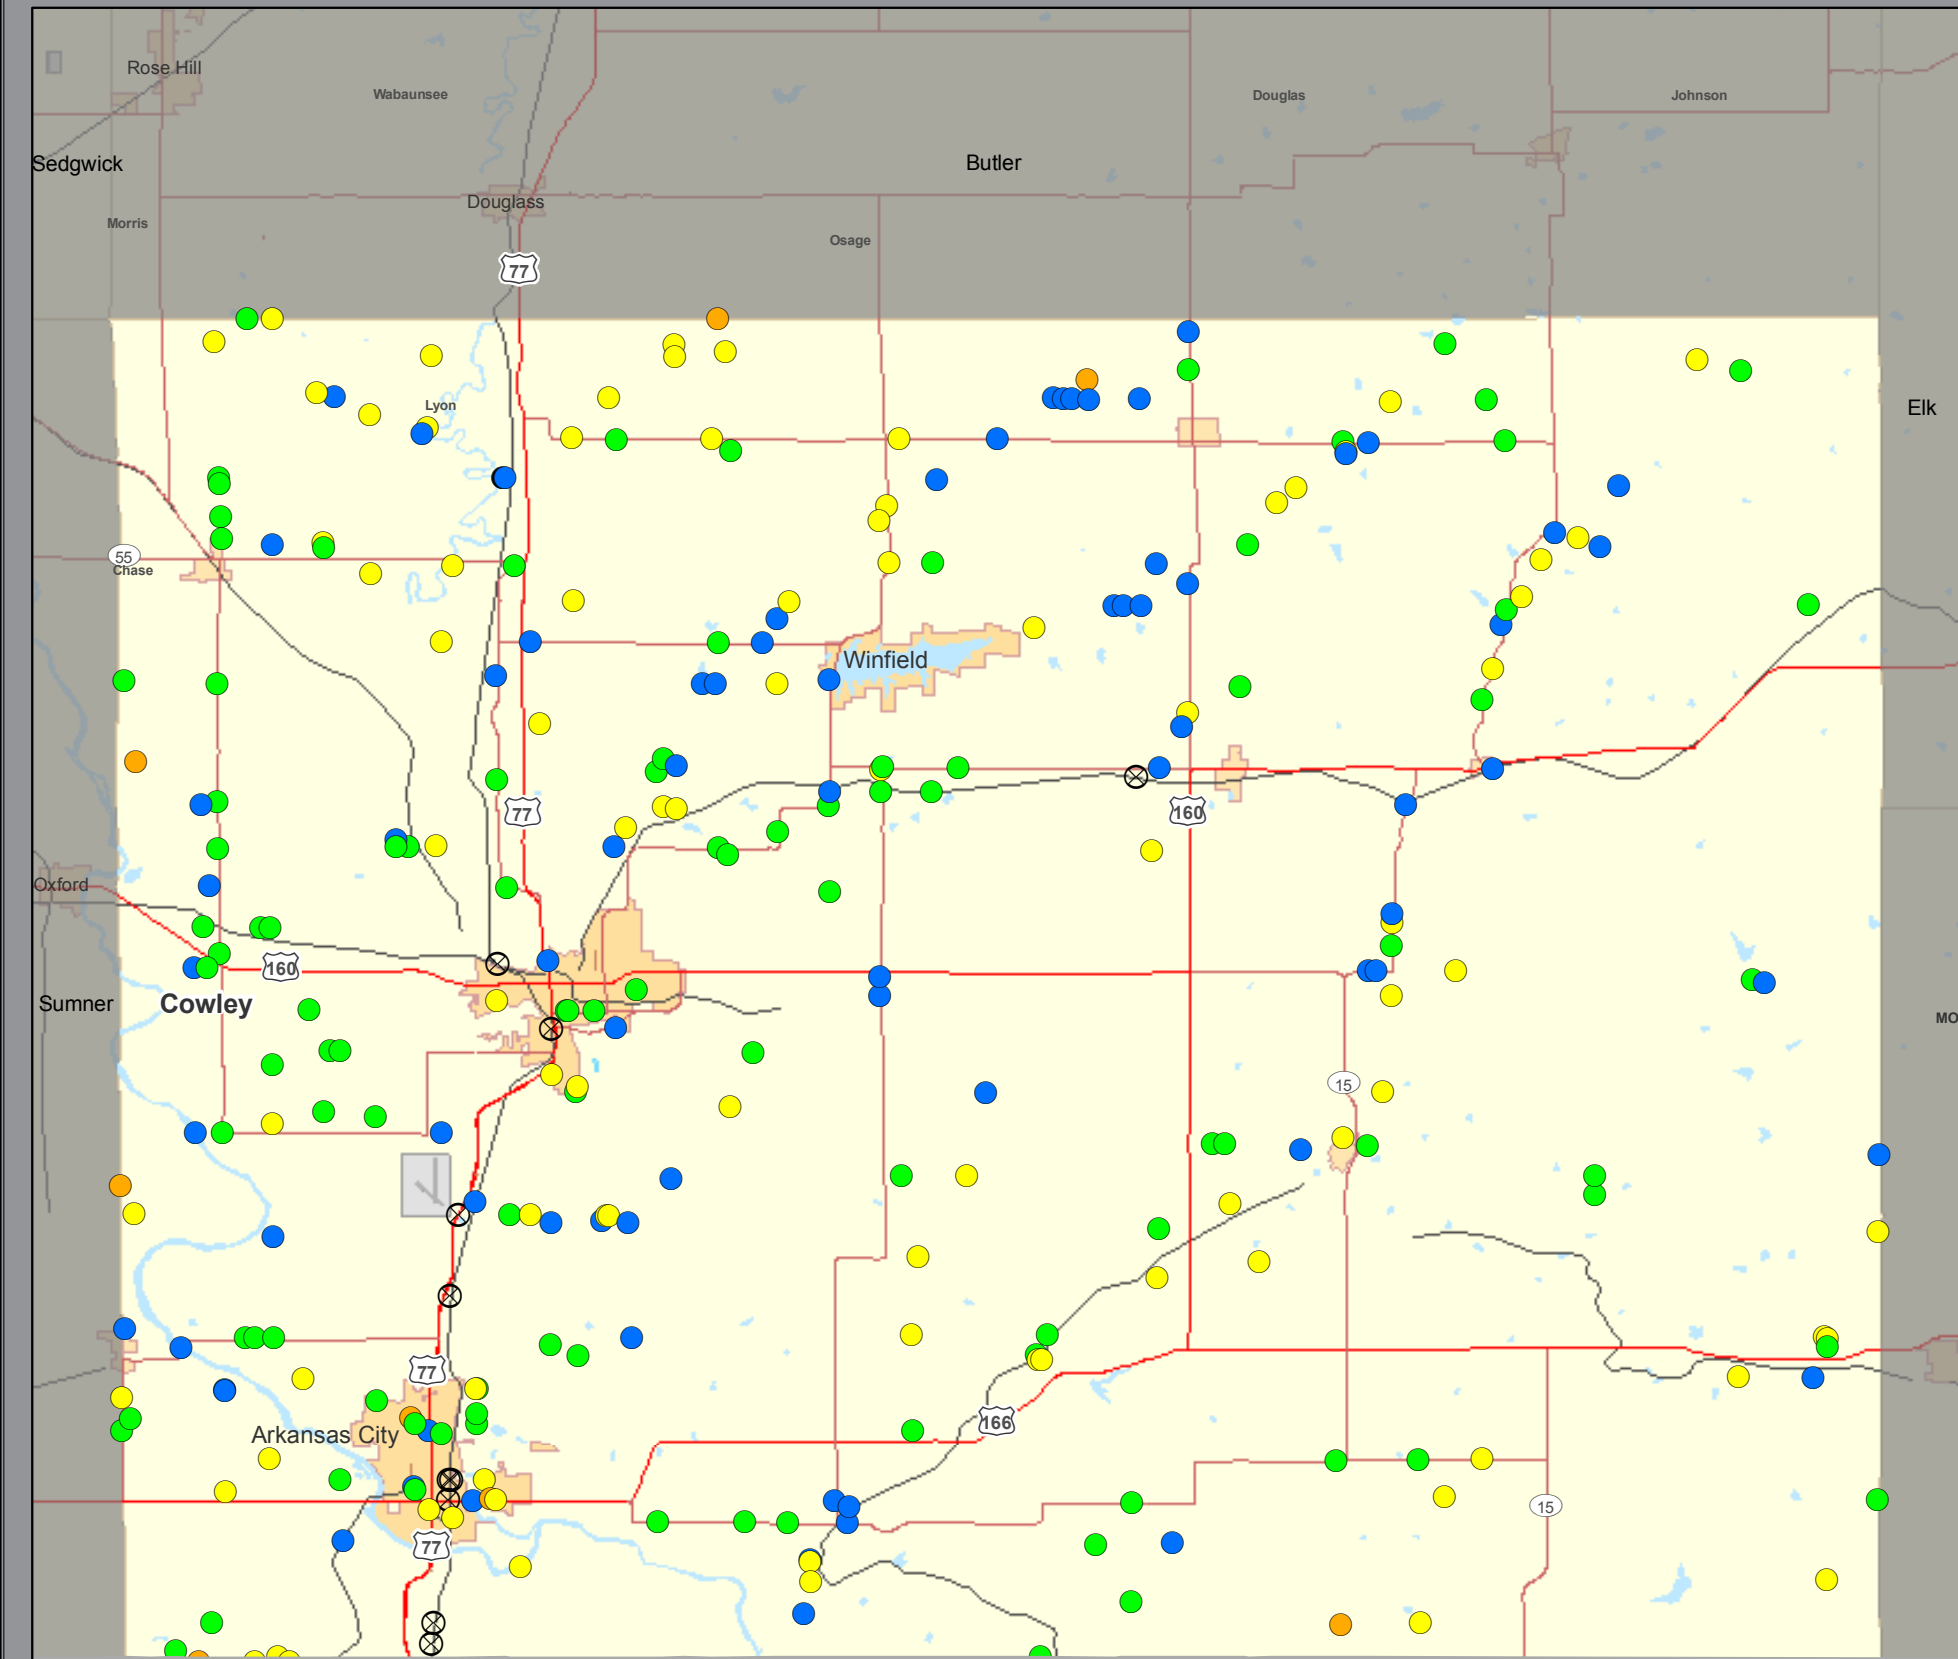 Rose Hill
Wabaunsee
Douglas
Johnson
Sedgwick
Butler
Douglass
Morris
Osage
77
Lyon
Elk
55
Chase
Winfield
77
160
Oxford
160
Sumner
Cowley
MO
15
77
166
Arkansas City
15
77